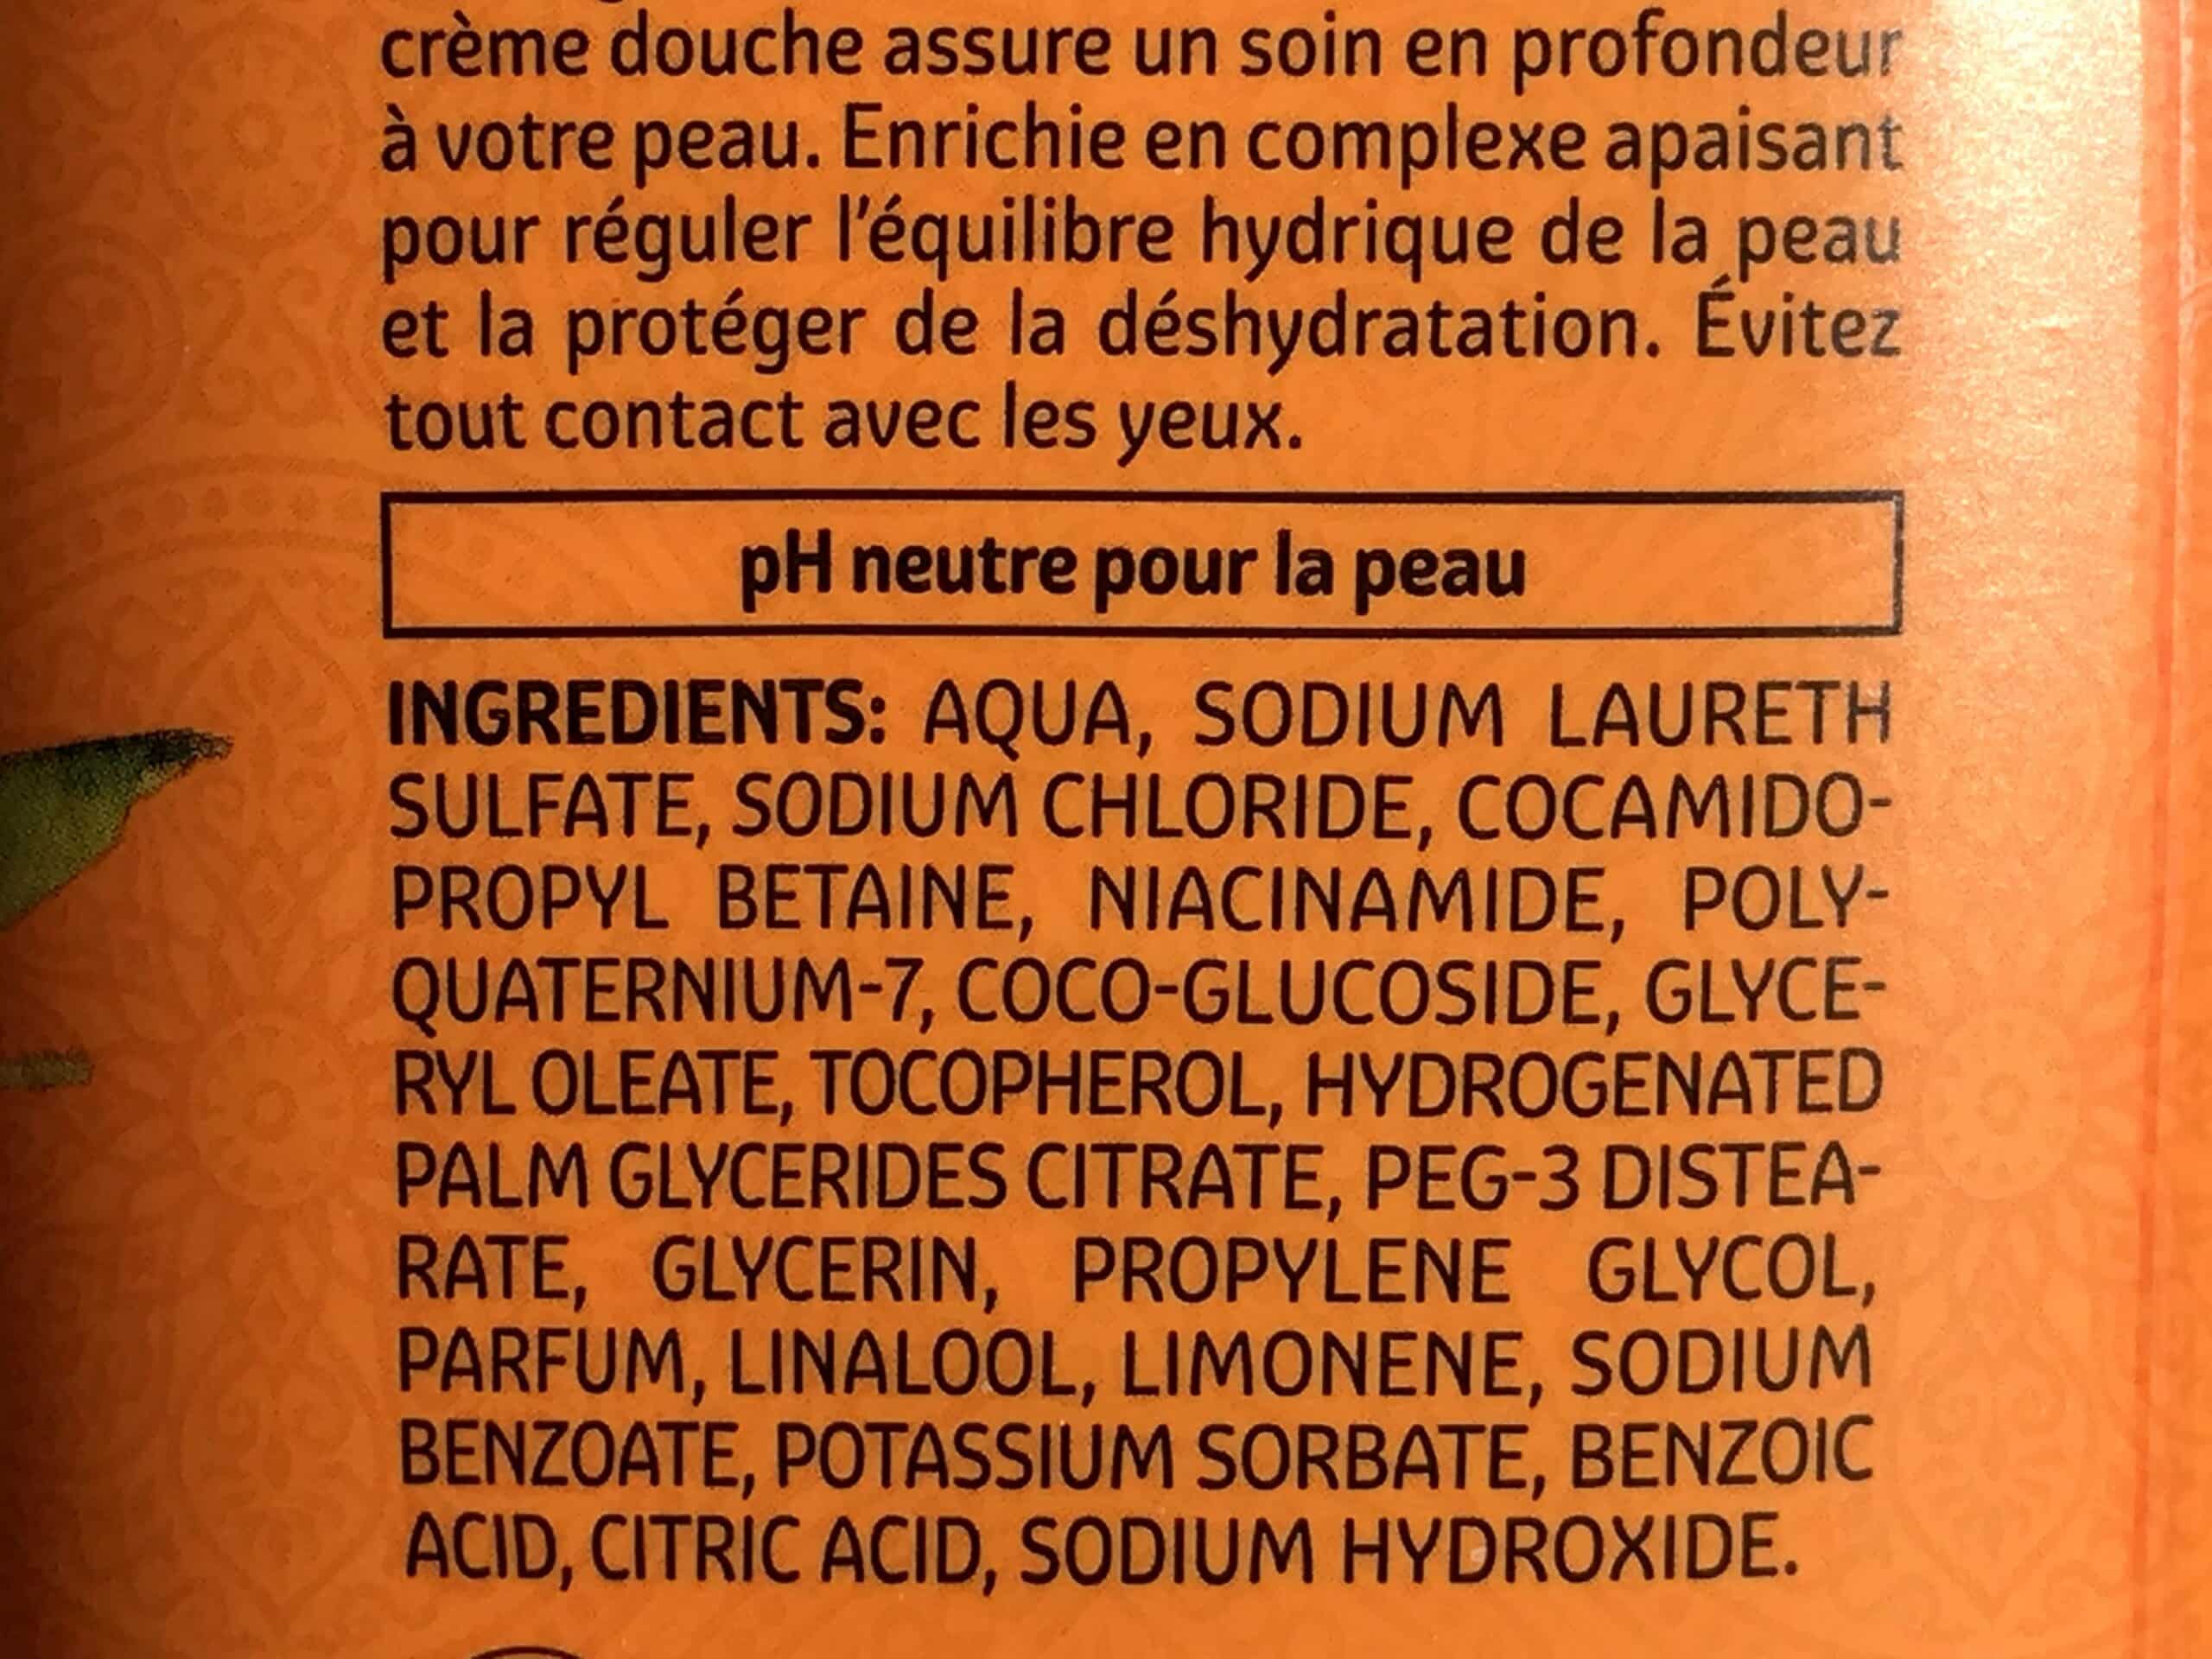 crème douche assure un soin en profondeur
à votre peau. Enrichie en complexe apaisant
pour réguler l'équilibre hydrique de la peau
et la protéger de la déshydratation. Évitez
tout contact avec les yeux.
pH neutre pour la peau
INGREDIENTS: AQUA, SODIUM LAURETH
SULFATE, SODIUM CHLORIDE, COCAMIDO-
PROPYL BETAINE, NIACINAMIDE, POLY-
QUATERNIUM-7, COCO-GLUCOSIDE, GLYCE-
RYL OLEATE, TOCOPHEROL, HYDROGENATED
PALM GLYCERIDES CITRATE, PEG-3 DISTEA-
RATE, GLYCERIN, PROPYLENE GLYCOL,
PARFUM, LINALOOL, LIMONENE, SODIUM
BENZOATE, POTASSIUM SORBATE, BENZOIC
ACID, CITRIC ACID, SODIUM HYDROXIDE.